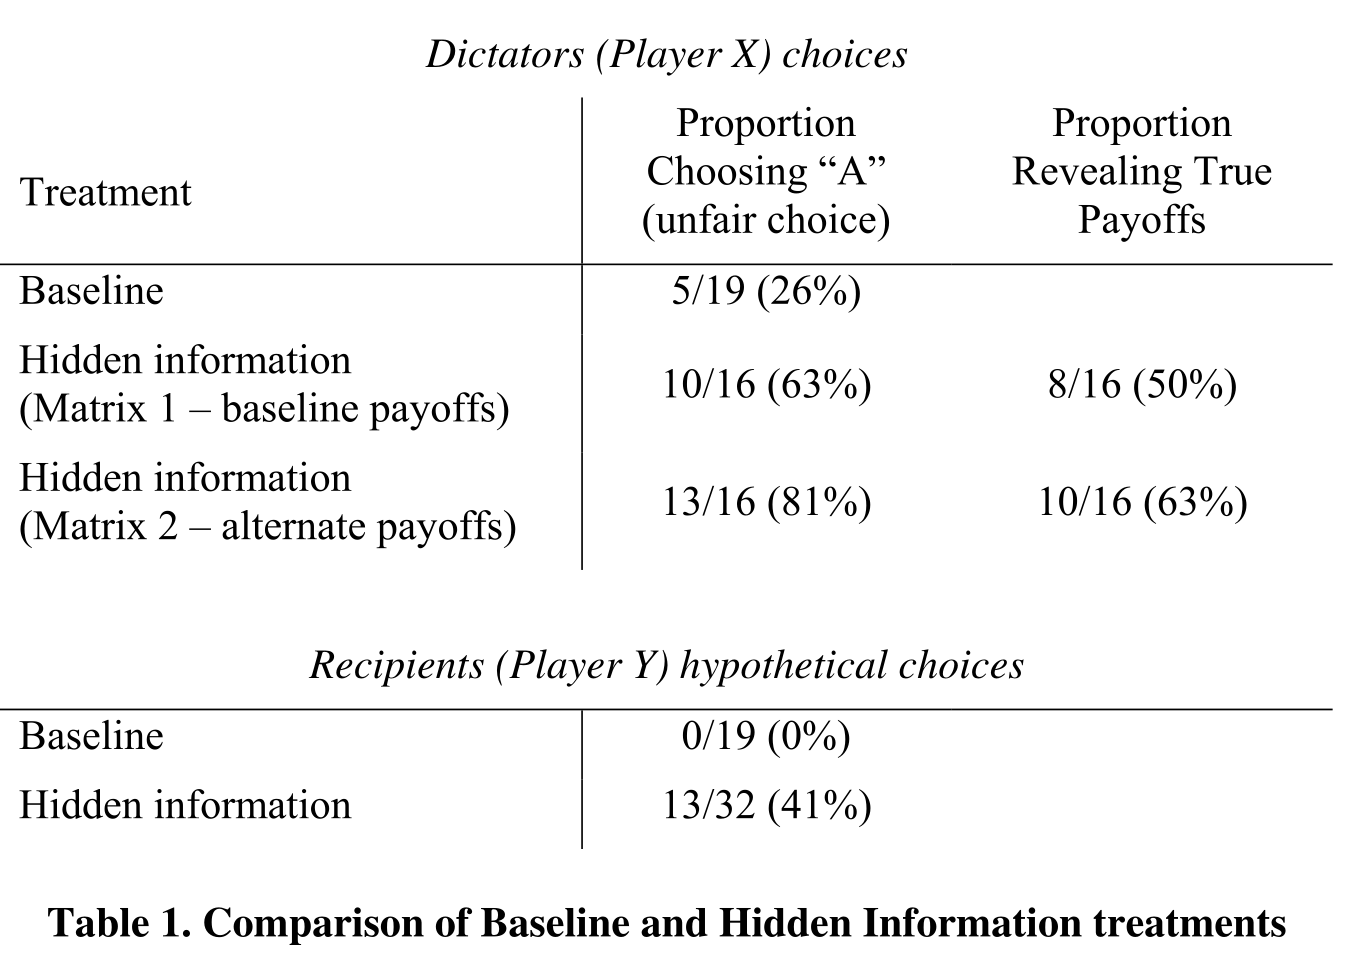 Dictators (Player X) choices
Treatment
Proportion
Choosing “A”
(unfair choice)
Proportion
Revealing True
Payoffs
Baseline
5/19 (26%)
Hidden information
(Matrix 1 – baseline payoffs)
10/16 (63%)
8/16 (50%)
Hidden information
(Matrix 2 – alternate payoffs)
13/16 (81%)
10/16 (63%)
Recipients (Player Y) hypothetical choices
Baseline
0/19 (0%)
Hidden information
13/32 (41%)
Table 1. Comparison of Baseline and Hidden Information treatments